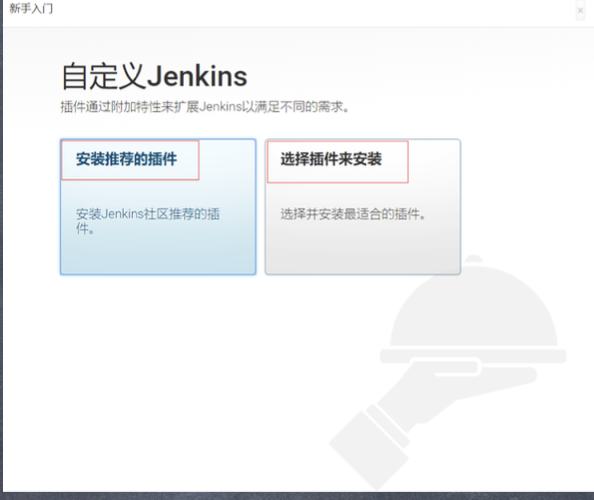 新手入门
×
自定义Jenkins
插件通过附加特性来扩展Jenkins以满足不同的需求。
安装推荐的插件
安装Jenkins社区推荐的插
件。
选择插件来安装
选择并安装最适合的插件。